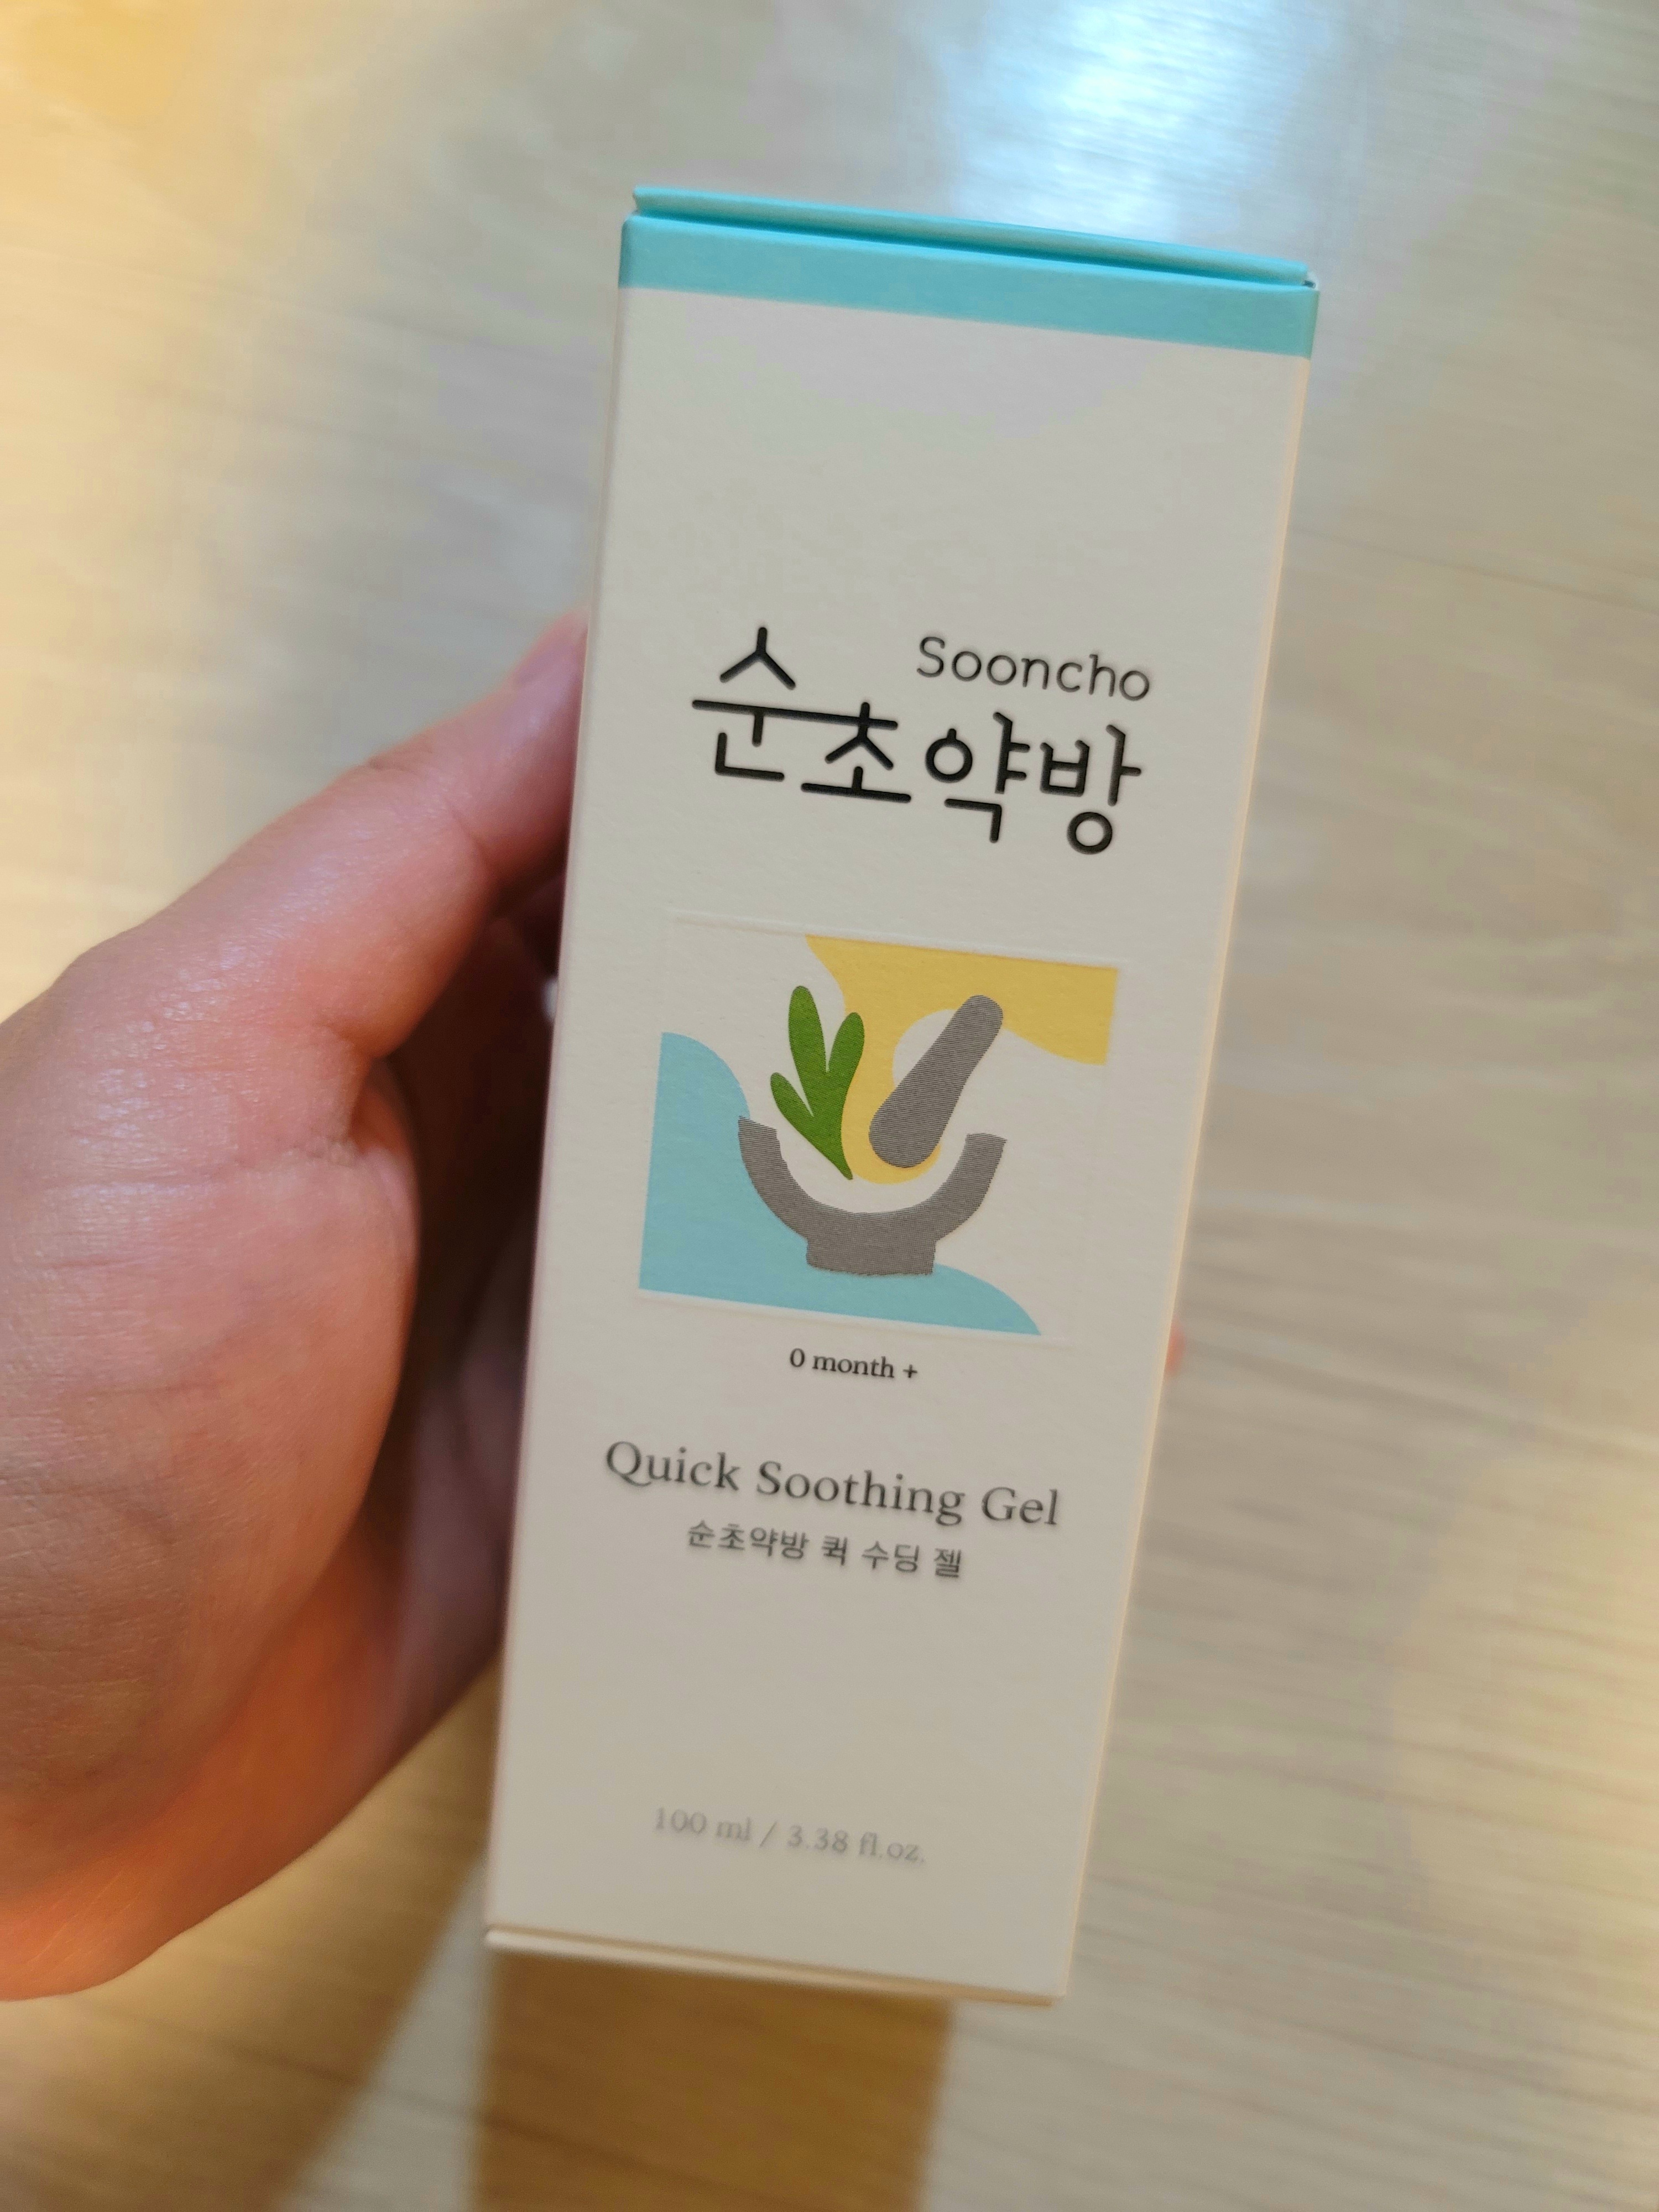 Sooncho
순초약방
0 month +
Quick Soothing Gel
순초약방 퀵 수딩 젤
100 ml / 3.38 fl.oz.